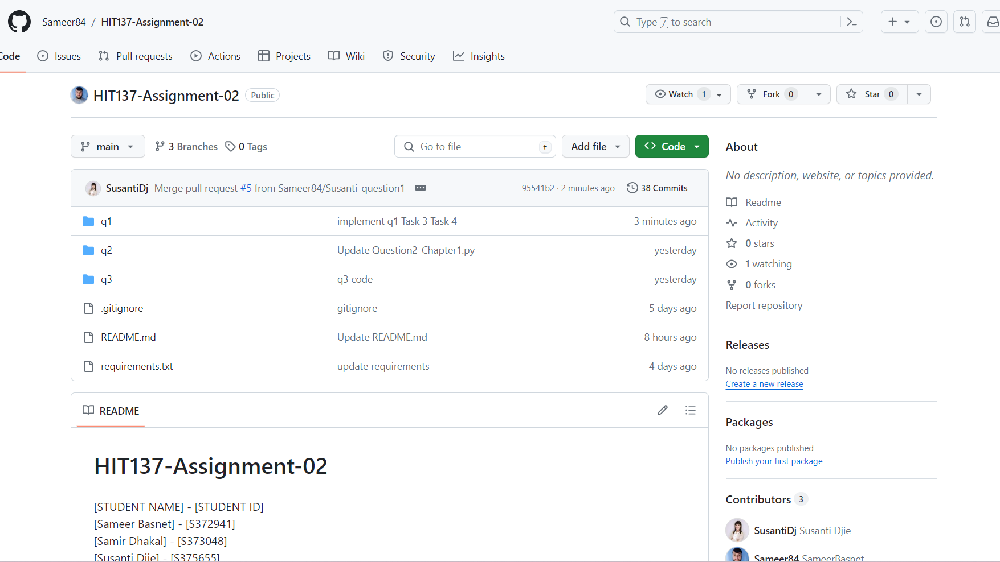 Sameer84 / HIT137-Assignment-02
Type / to search
Code Issues Pull requests Actions Projects Wiki Security Insights
HIT137-Assignment-02 Public
Watch 1 Fork 0 Star 0
main 3 Branches 0 Tags
Go to file t Add file Code
SusantiDj Merge pull request #5 from Sameer84/Susanti_question1 95541b2 · 2 minutes ago 38 Commits
q1 implement q1 Task 3 Task 4 3 minutes ago
q2 Update Question2_Chapter1.py yesterday
q3 q3 code yesterday
.gitignore gitignore 5 days ago
README.md Update README.md 8 hours ago
requirements.txt update requirements 4 days ago
README
HIT137-Assignment-02
[STUDENT NAME] - [STUDENT ID]
[Sameer Basnet] - [S372941]
[Samir Dhakal] - [S373048]
[Susanti Djie] - [S375655]
About
No description, website, or topics provided.
Readme
Activity
0 stars
1 watching
0 forks
Report repository
Releases
No releases published
Create a new release
Packages
No packages published
Publish your first package
Contributors 3
SusantiDj Susanti Djie
Sameer84 SameerBasnet